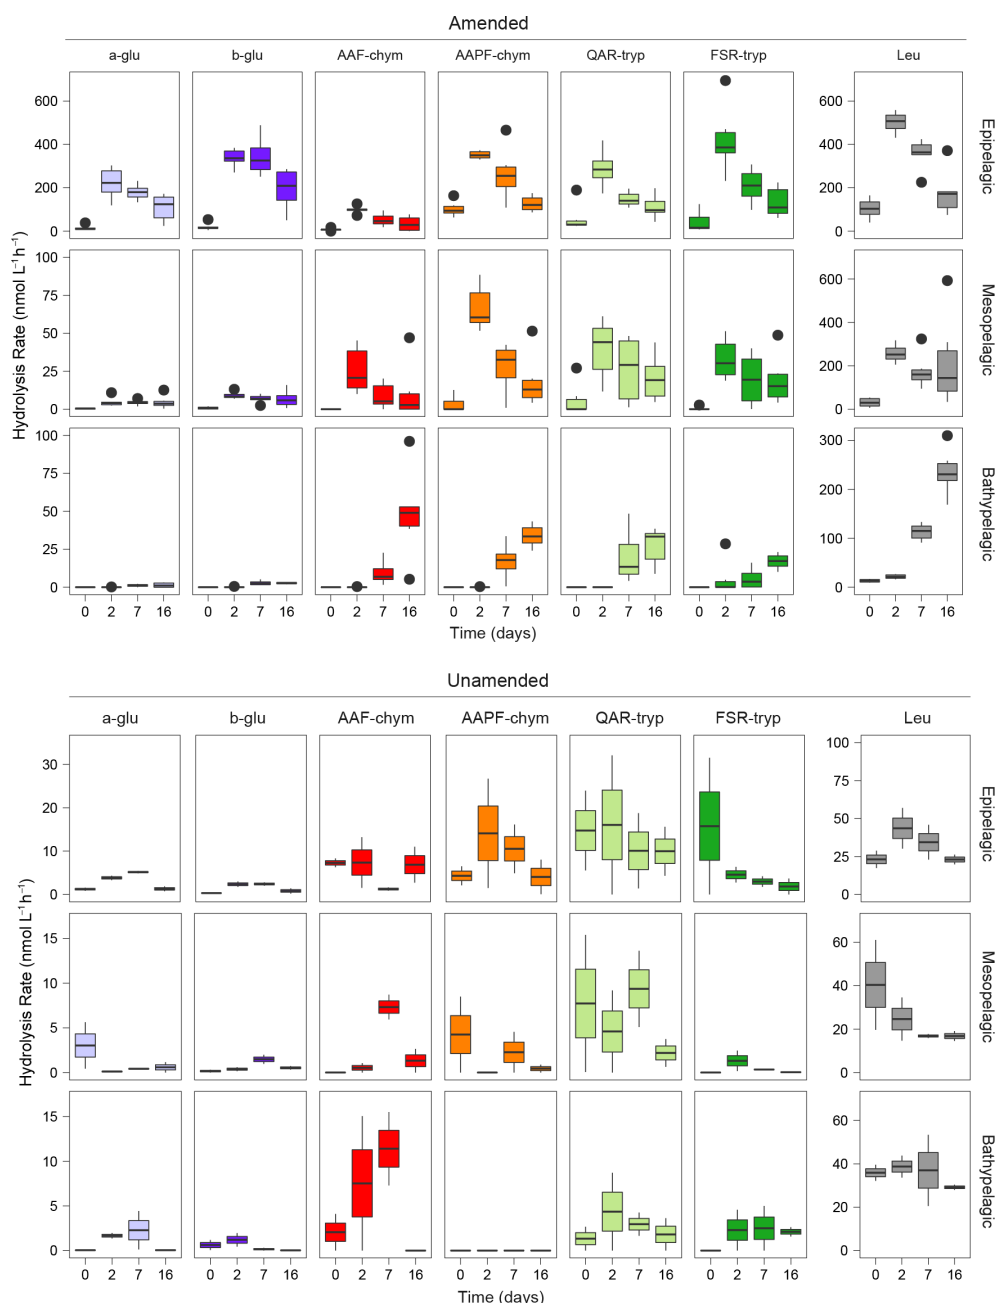 Amended
a-glu b-glu AAF-chym AAPF-chym QAR-tryp FSR-tryp Leu
600 600
400 400
200 200
0 0
Epipelagic
100
75
50
25
0
600
400
200
0
Mesopelagic
100
75
50
25
0
300
200
100
0
Bathypelagic
Hydrolysis Rate (nmol L⁻¹h⁻¹)
0 2 7 16 0 2 7 16 0 2 7 16 0 2 7 16 0 2 7 16 0 2 7 16 0 2 7 16
Time (days)
Unamended
a-glu b-glu AAF-chym AAPF-chym QAR-tryp FSR-tryp Leu
30
20
10
0
100
75
50
25
0
Epipelagic
15
10
5
0
60
40
20
0
Mesopelagic
15
10
5
0
60
40
20
0
Bathypelagic
Hydrolysis Rate (nmol L⁻¹h⁻¹)
0 2 7 16 0 2 7 16 0 2 7 16 0 2 7 16 0 2 7 16 0 2 7 16 0 2 7 16
Time (days)